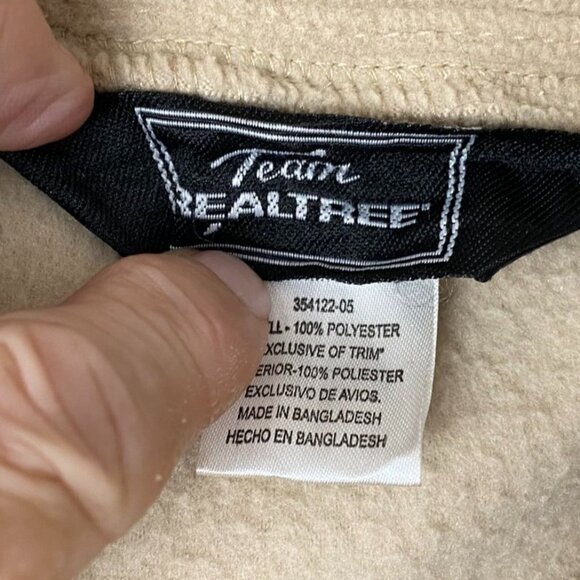 Team
REALTREE
354122-05
LL - 100% POLYESTER
EXCLUSIVE OF TRIM"
ERIOR-100% POLIESTER
EXCLUSIVO DE AVIOS.
MADE IN BANGLADESH
HECHO EN BANGLADESH